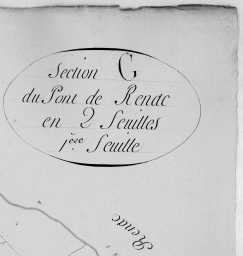 Section G
du Pont de Renac
en 2 feuilles
1ère feuille
Renac